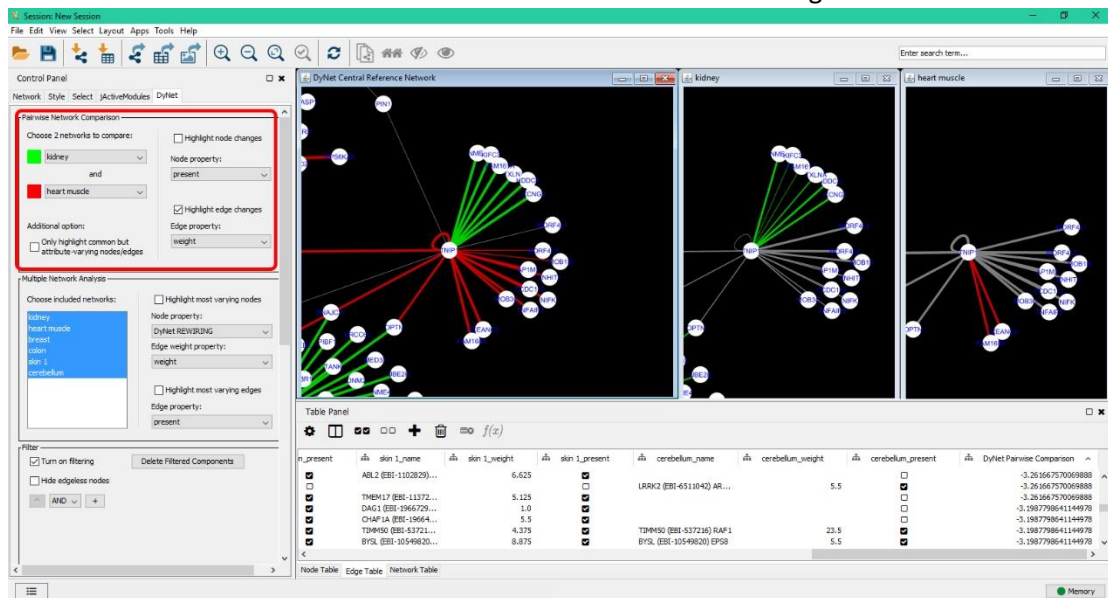 Session: New Session
File Edit View Select Layout Apps Tools Help
Enter search term...
Control Panel
Network Style Select jActiveModules DyNet
Pairwise Network Comparison
Choose 2 networks to compare:
Highlight node changes
kidney
Node property:
and
present
heart muscle
Highlight edge changes
Additional option:
Edge property:
Only highlight common but
attribute-varying nodes/edges
weight
Multiple Network Analysis
Choose included networks:
Highlight most varying nodes
kidney
heart muscle
breast
colon
skin 1
cerebellum
Node property:
DyNet REWIRING
Edge weight property:
weight
Highlight most varying edges
Edge property:
present
Filter
Turn on filtering
Delete Filtered Components
Hide edgeless nodes
AND
+
DyNet Central Reference Network
PIN1
TNIP
OPTN
TANK
kidney
TNIP
heart muscle
TNIP
Table Panel
f(x)
n_present skin 1_name skin 1_weight skin 1_present cerebellum_name cerebellum_weight cerebellum_present DyNet Pairwise Comparison
ABL2 (EBI-1102829)... 6.625 -3.261667570069888
LRRK2 (EBI-6511042) AR... 5.5 -3.261667570069888
TMEM17 (EBI-11372... 5.125 -3.261667570069888
DAG1 (EBI-1966729... 1.0 -3.1987798641144978
CHAF1A (EBI-19664... 5.5 -3.1987798641144978
TIMM50 (EBI-53721... 4.375 TIMM50 (EBI-537216) RAF1 23.5 -3.1987798641144978
BYSL (EBI-10549820... 8.875 BYSL (EBI-10549820) EPS8 5.5 -3.1987798641144978
Node Table Edge Table Network Table
Memory